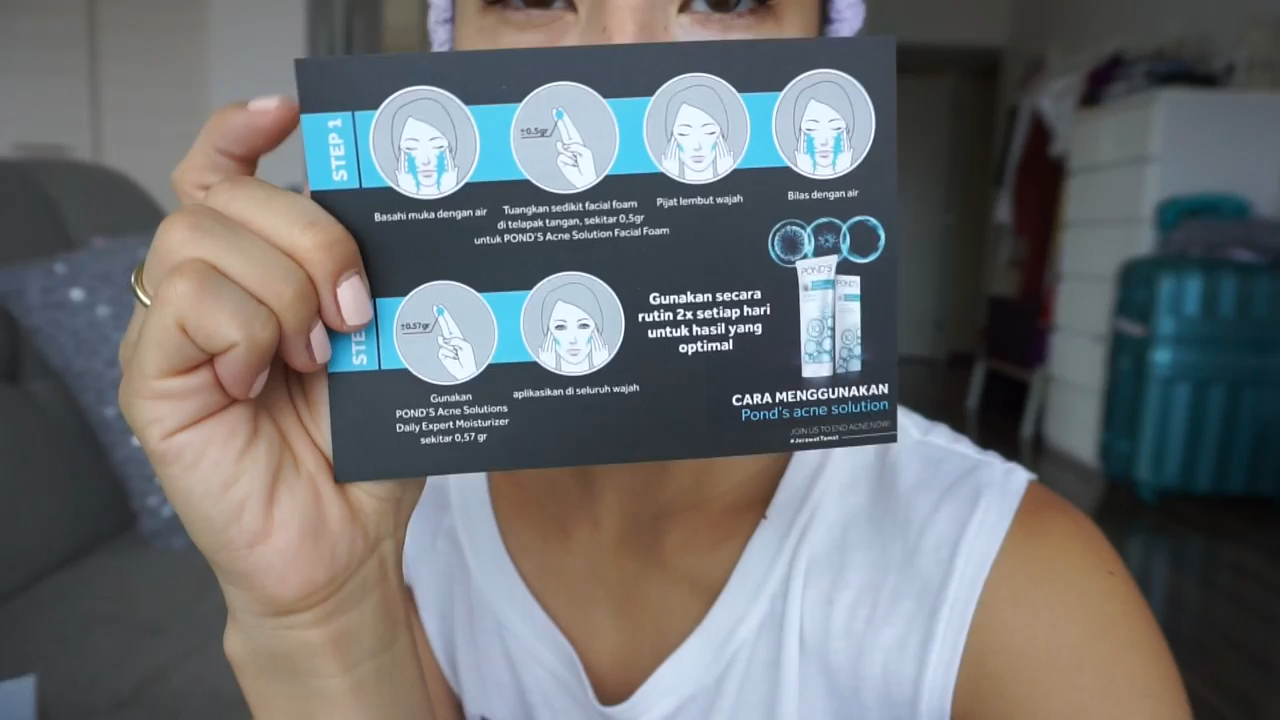 STEP 1
±0.5gr
Basahi muka dengan air
Tuangkan sedikit facial foam
di telapak tangan, sekitar 0,5gr
untuk POND'S Acne Solution Facial Foam
Pijat lembut wajah
Bilas dengan air
STE
±0.57gr
Gunakan
POND'S Acne Solutions
Daily Expert Moisturizer
sekitar 0,57 gr
aplikasikan di seluruh wajah
Gunakan secara
rutin 2x setiap hari
untuk hasil yang
optimal
POND'S
POND'S
CARA MENGGUNAKAN
Pond's acne solution
JOIN US TO END ACNE NOW!
#JerawatTamat